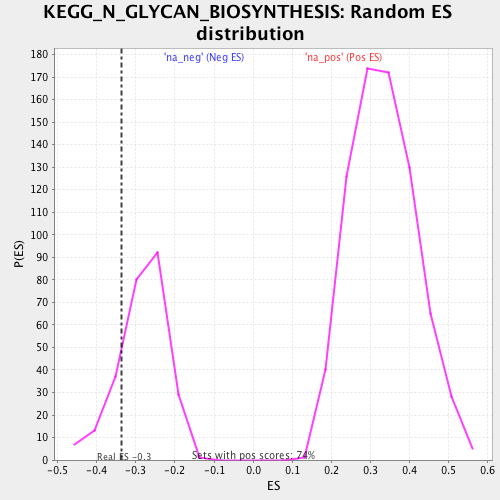 KEGG_N_GLYCAN_BIOSYNTHESIS: Random ES
distribution
'na_neg' (Neg ES) 'na_pos' (Pos ES)
P(ES)
180
170
160
150
140
130
120
110
100
90
80
70
60
50
40
30
20
10
0
Real ES -0.3 Sets with pos scores: 74%
-0.5 -0.4 -0.3 -0.2 -0.1 0.0 0.1 0.2 0.3 0.4 0.5 0.6
ES